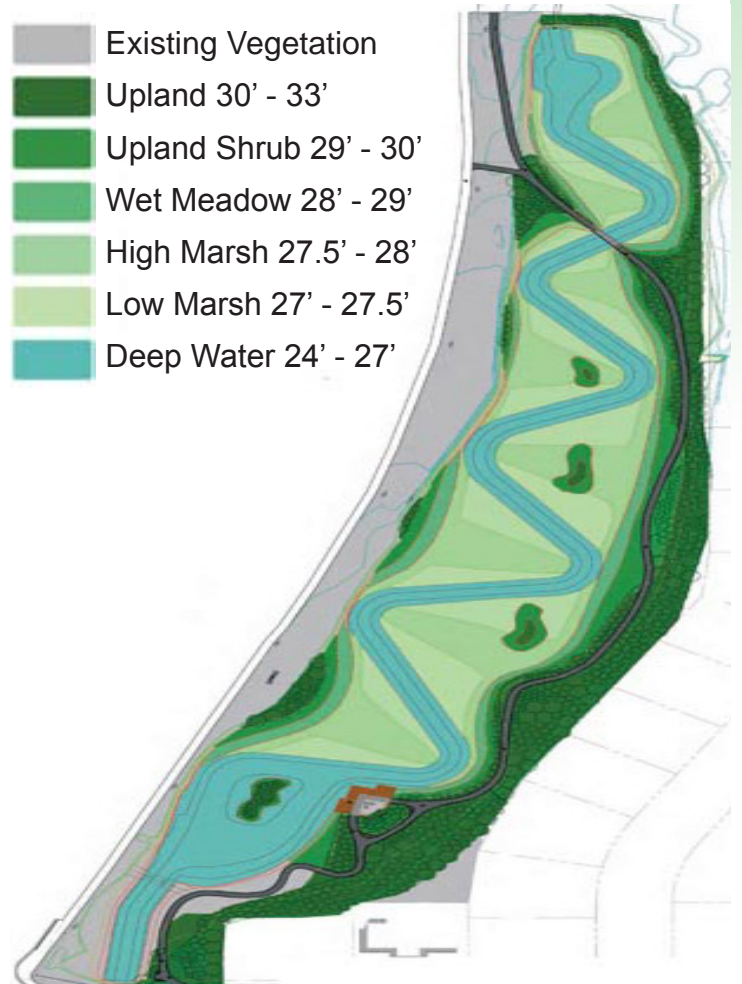 Existing Vegetation
Upland 30’ - 33’
Upland Shrub 29’ - 30’
Wet Meadow 28’ - 29’
High Marsh 27.5’ - 28’
Low Marsh 27’ - 27.5’
Deep Water 24’ - 27’